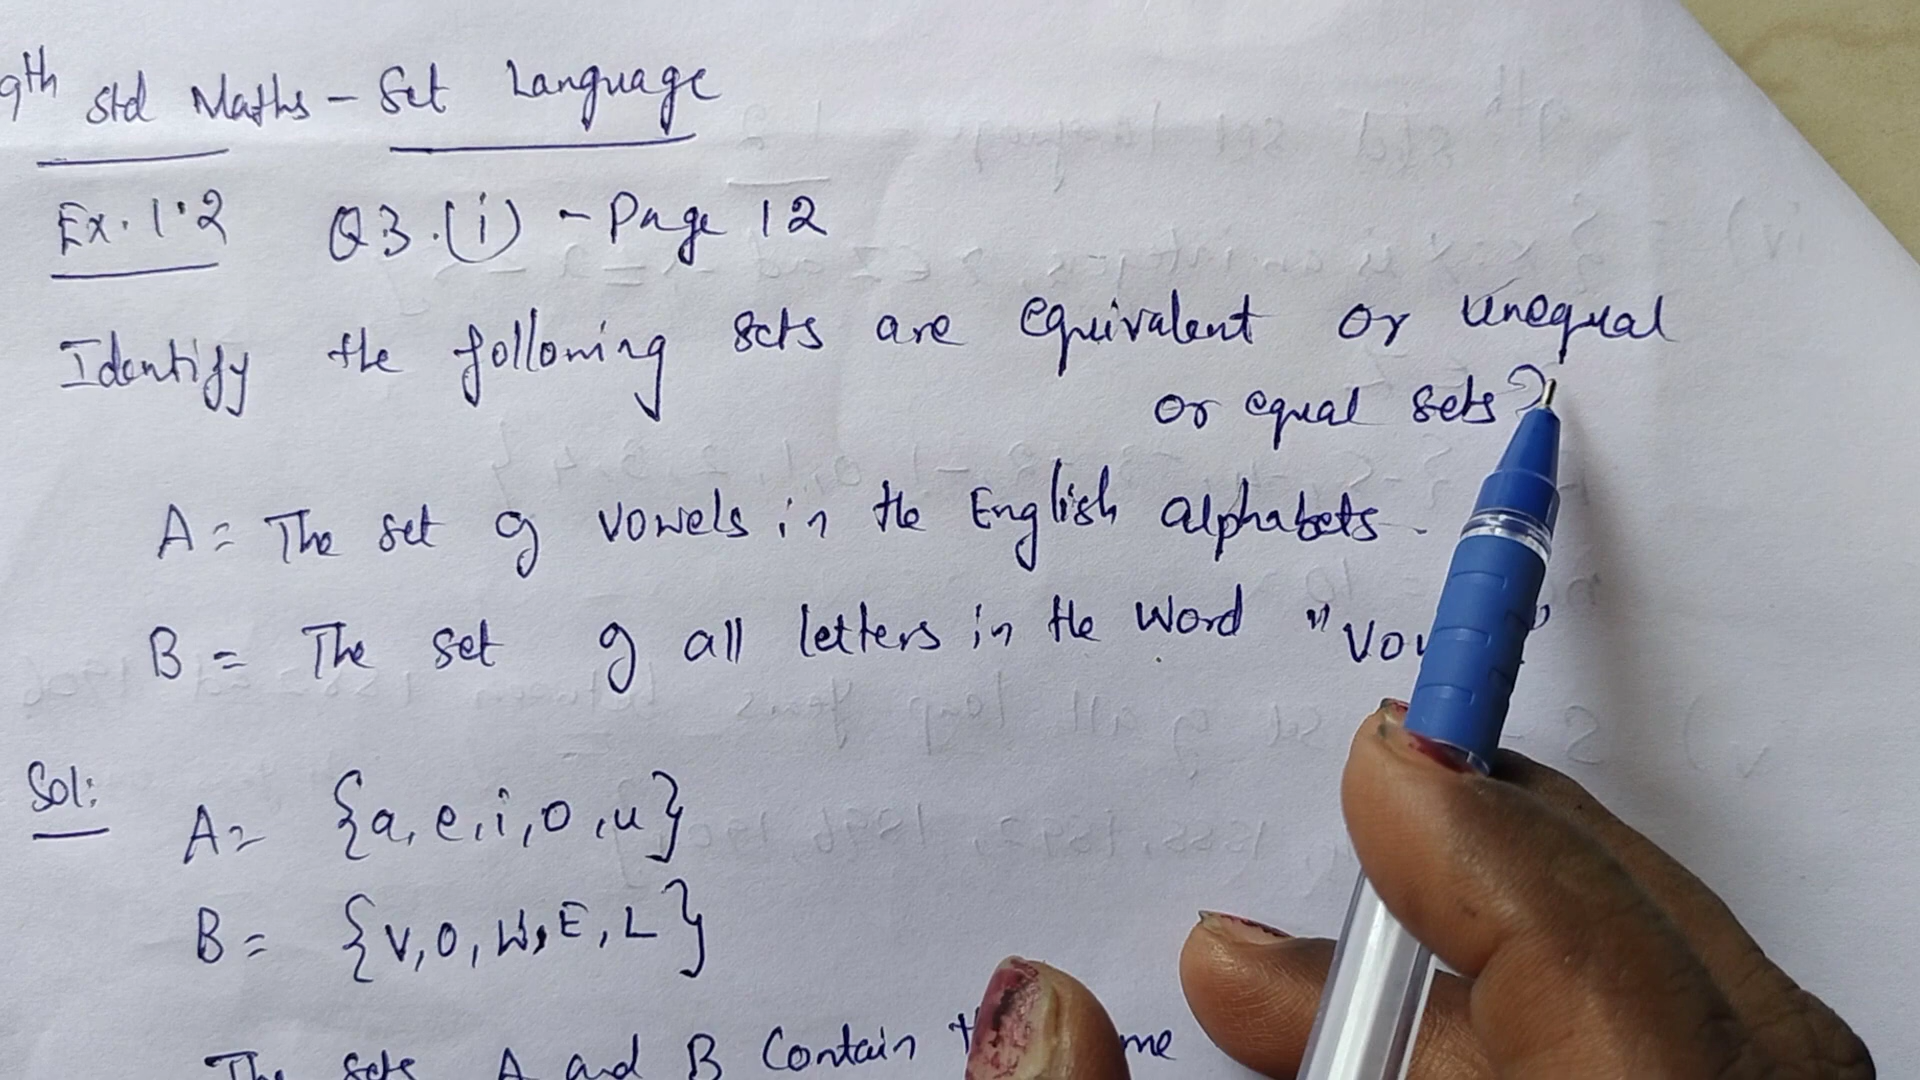 9th std Maths - Set Language
Ex. 1.2 Q3.(i) - Page 12
Identify the following sets are equivalent or unequal
or equal sets?
A = The set of vowels in the English alphabets.
B = The set of all letters in the word "
Sol:
A = {a, e, i, o, u}
B = {V, O, W, E, L}
The sets A and B Contain